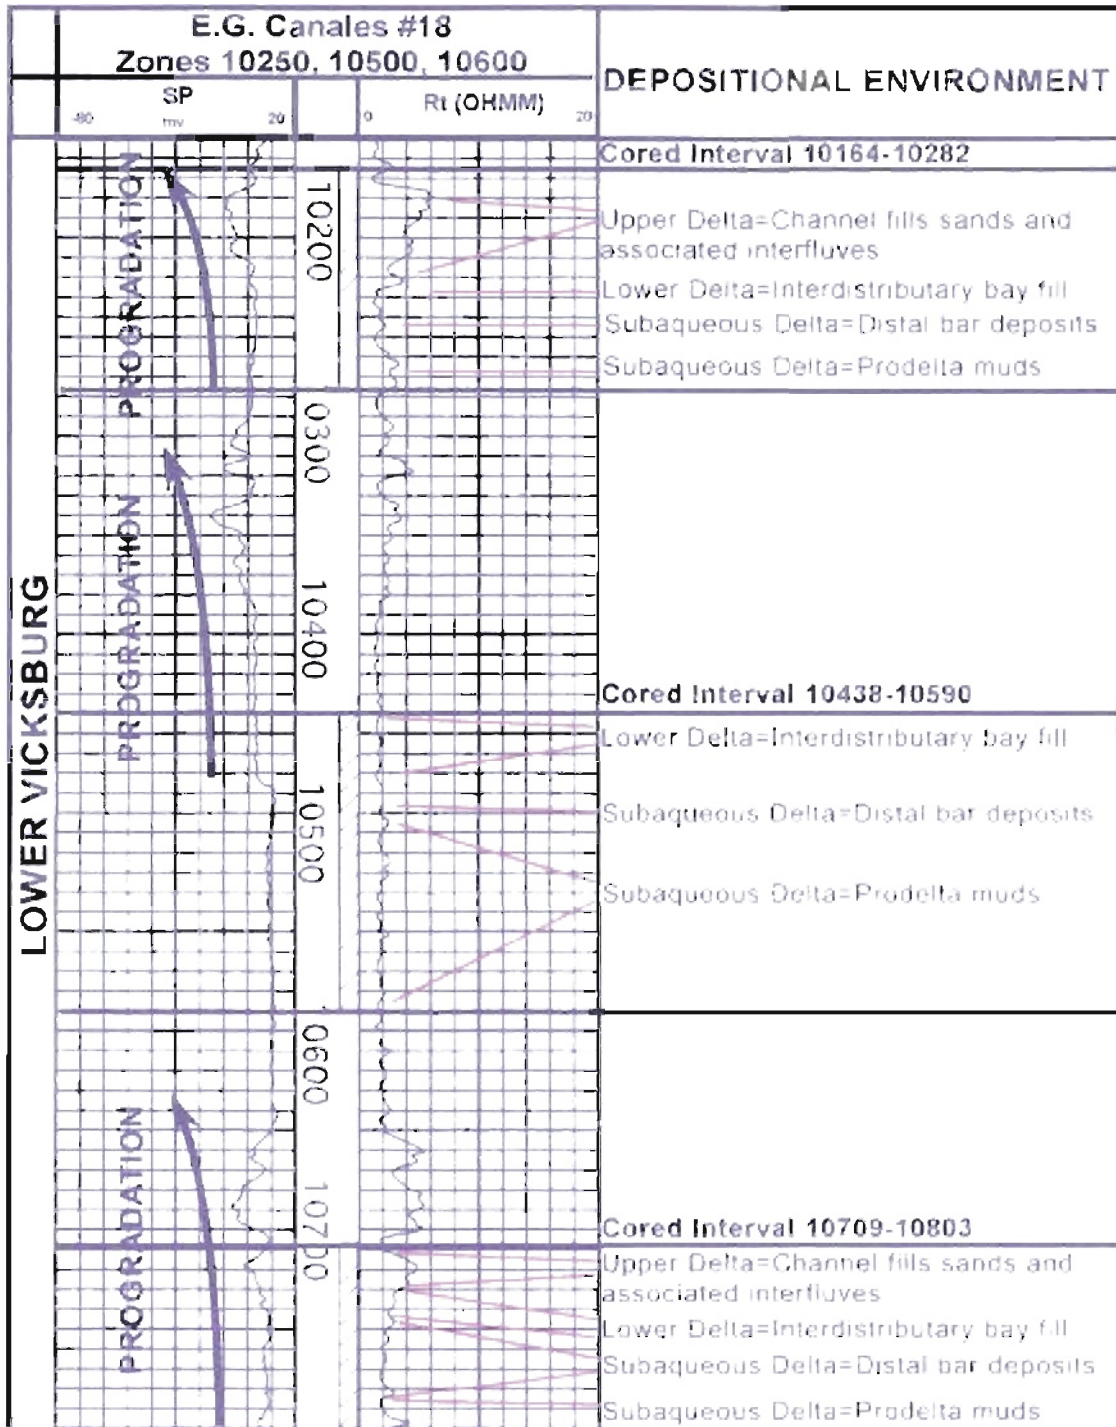 E.G. Canales #18
Zones 10250, 10500, 10600
DEPOSITIONAL ENVIRONMENT
SP
-80 mv 20
Rt (OHMM)
0 20
LOWER VICKSBURG
PROGRADATION
PROGRADATION
PROGRADATION
10200
0300
10400
10500
0600
10700
Cored Interval 10164-10282
Upper Delta=Channel fills sands and
associated interfluves
Lower Delta=Interdistributary bay fill
Subaqueous Delta=Distal bar deposits
Subaqueous Delta=Prodelta muds
Cored Interval 10438-10590
Lower Delta=Interdistributary bay fill
Subaqueous Delta=Distal bar deposits
Subaqueous Delta=Prodelta muds
Cored Interval 10709-10803
Upper Delta=Channel fills sands and
associated interfluves
Lower Delta=Interdistributary bay fill
Subaqueous Delta=Distal bar deposits
Subaqueous Delta=Prodelta muds